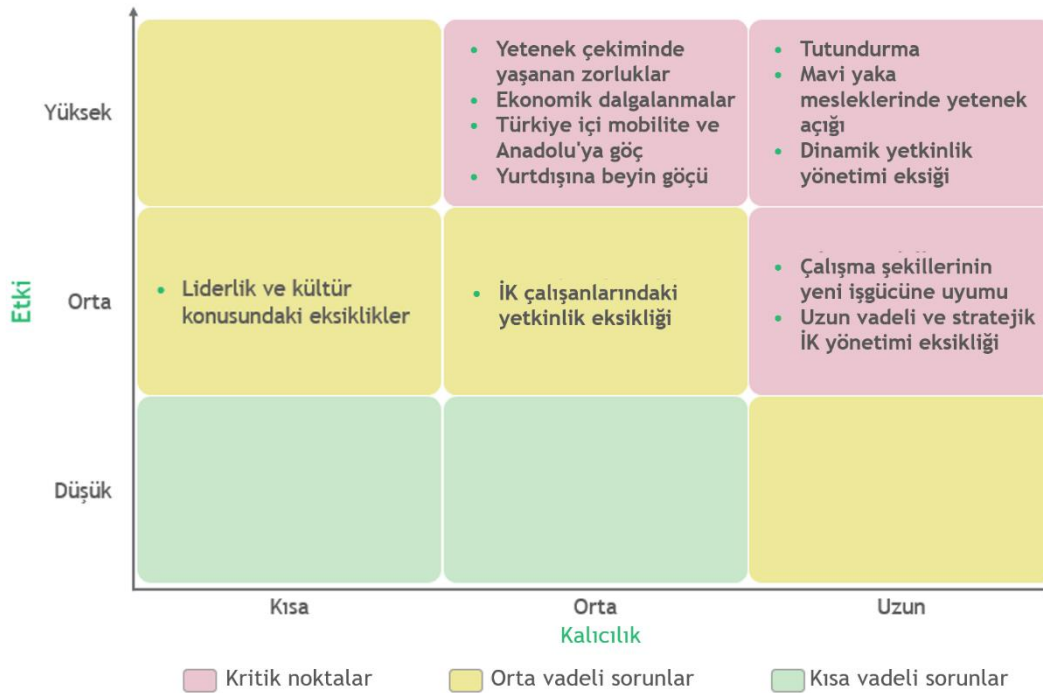 Yüksek
Yetenek çekiminde
yaşanan zorluklar
Ekonomik dalgalanmalar
Türkiye içi mobilite ve
Anadolu'ya göç
Yurtdışına beyin göçü
Tutundurma
Mavi yaka
mesleklerinde yetenek
açığı
Dinamik yetkinlik
yönetimi eksiği
Etki
Orta
Liderlik ve kültür
konusundaki eksiklikler
İK çalışanlarındaki
yetkinlik eksikliği
Çalışma şekillerinin
yeni işgücüne uyumu
Uzun vadeli ve stratejik
İK yönetimi eksikliği
Düşük
Kısa
Orta
Uzun
Kalıcılık
Kritik noktalar
Orta vadeli sorunlar
Kısa vadeli sorunlar